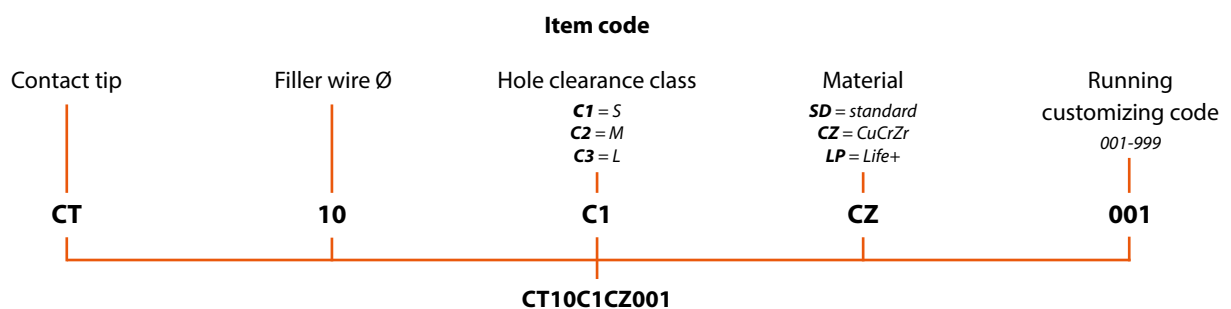 Item code
Contact tip
Filler wire Ø
Hole clearance class
C1 = S
C2 = M
C3 = L
Material
SD = standard
CZ = CuCrZr
LP = Life+
Running
customizing code
001-999
CT
10
C1
CZ
001
CT10C1CZ001